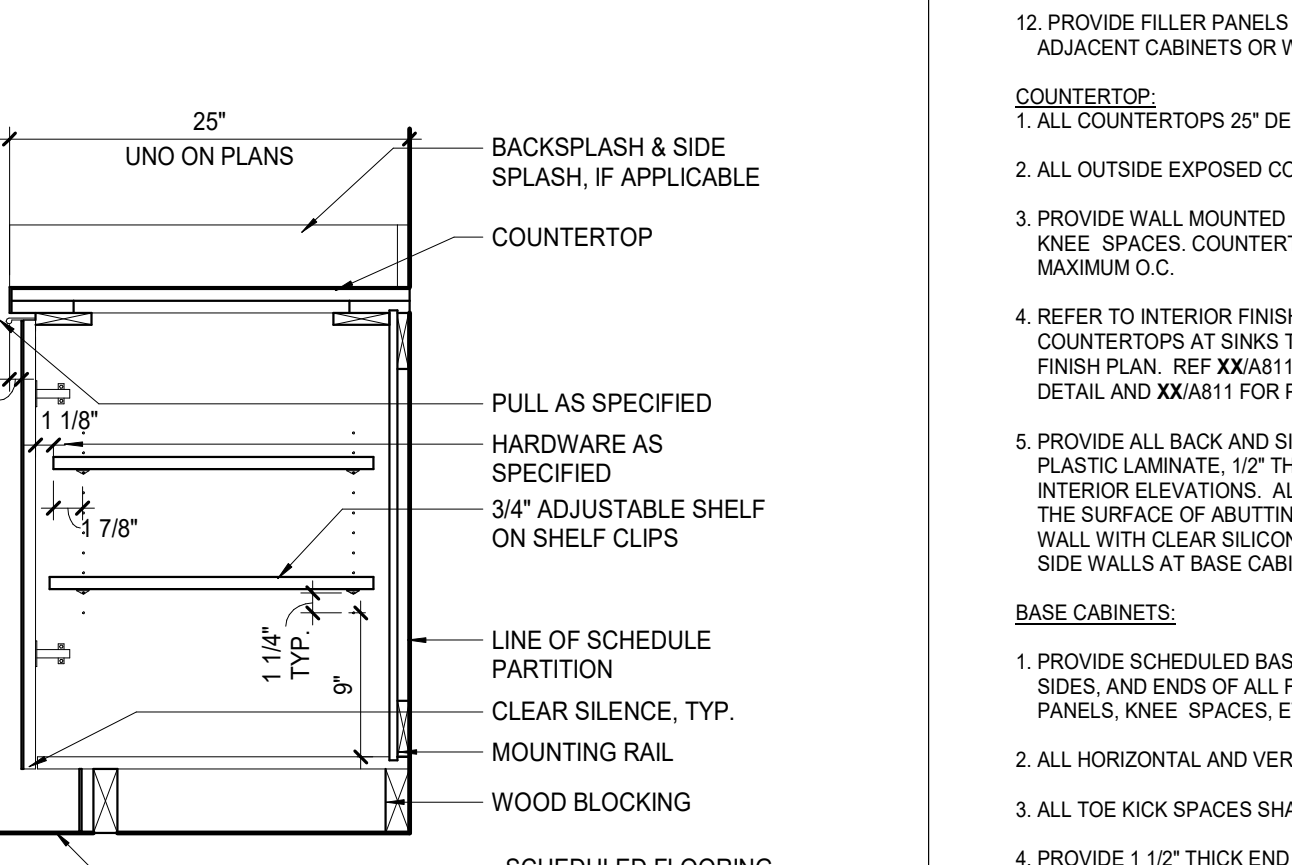 25"
UNO ON PLANS
BACKSPLASH & SIDE
SPLASH, IF APPLICABLE
COUNTERTOP
PULL AS SPECIFIED
1 1/8"
HARDWARE AS
SPECIFIED
3/4" ADJUSTABLE SHELF
ON SHELF CLIPS
1 7/8"
1 1/4"
TYP.
9"
LINE OF SCHEDULE
PARTITION
CLEAR SILENCE, TYP.
MOUNTING RAIL
WOOD BLOCKING
SCHEDULED FLOORING
12. PROVIDE FILLER PANELS
ADJACENT CABINETS OR
COUNTERTOP:
1. ALL COUNTERTOPS 25" DE
2. ALL OUTSIDE EXPOSED CO
3. PROVIDE WALL MOUNTED
KNEE SPACES. COUNTERT
MAXIMUM O.C.
4. REFER TO INTERIOR FINISH
COUNTERTOPS AT SINKS T
FINISH PLAN. REF XX/A811
DETAIL AND XX/A811 FOR
5. PROVIDE ALL BACK AND SI
PLASTIC LAMINATE, 1/2" TH
INTERIOR ELEVATIONS. AL
THE SURFACE OF ABUTTIN
WALL WITH CLEAR SILICON
SIDE WALLS AT BASE CABI
BASE CABINETS:
1. PROVIDE SCHEDULED BAS
SIDES, AND ENDS OF ALL F
PANELS, KNEE SPACES, E
2. ALL HORIZONTAL AND VER
3. ALL TOE KICK SPACES SHA
4. PROVIDE 1 1/2" THICK END